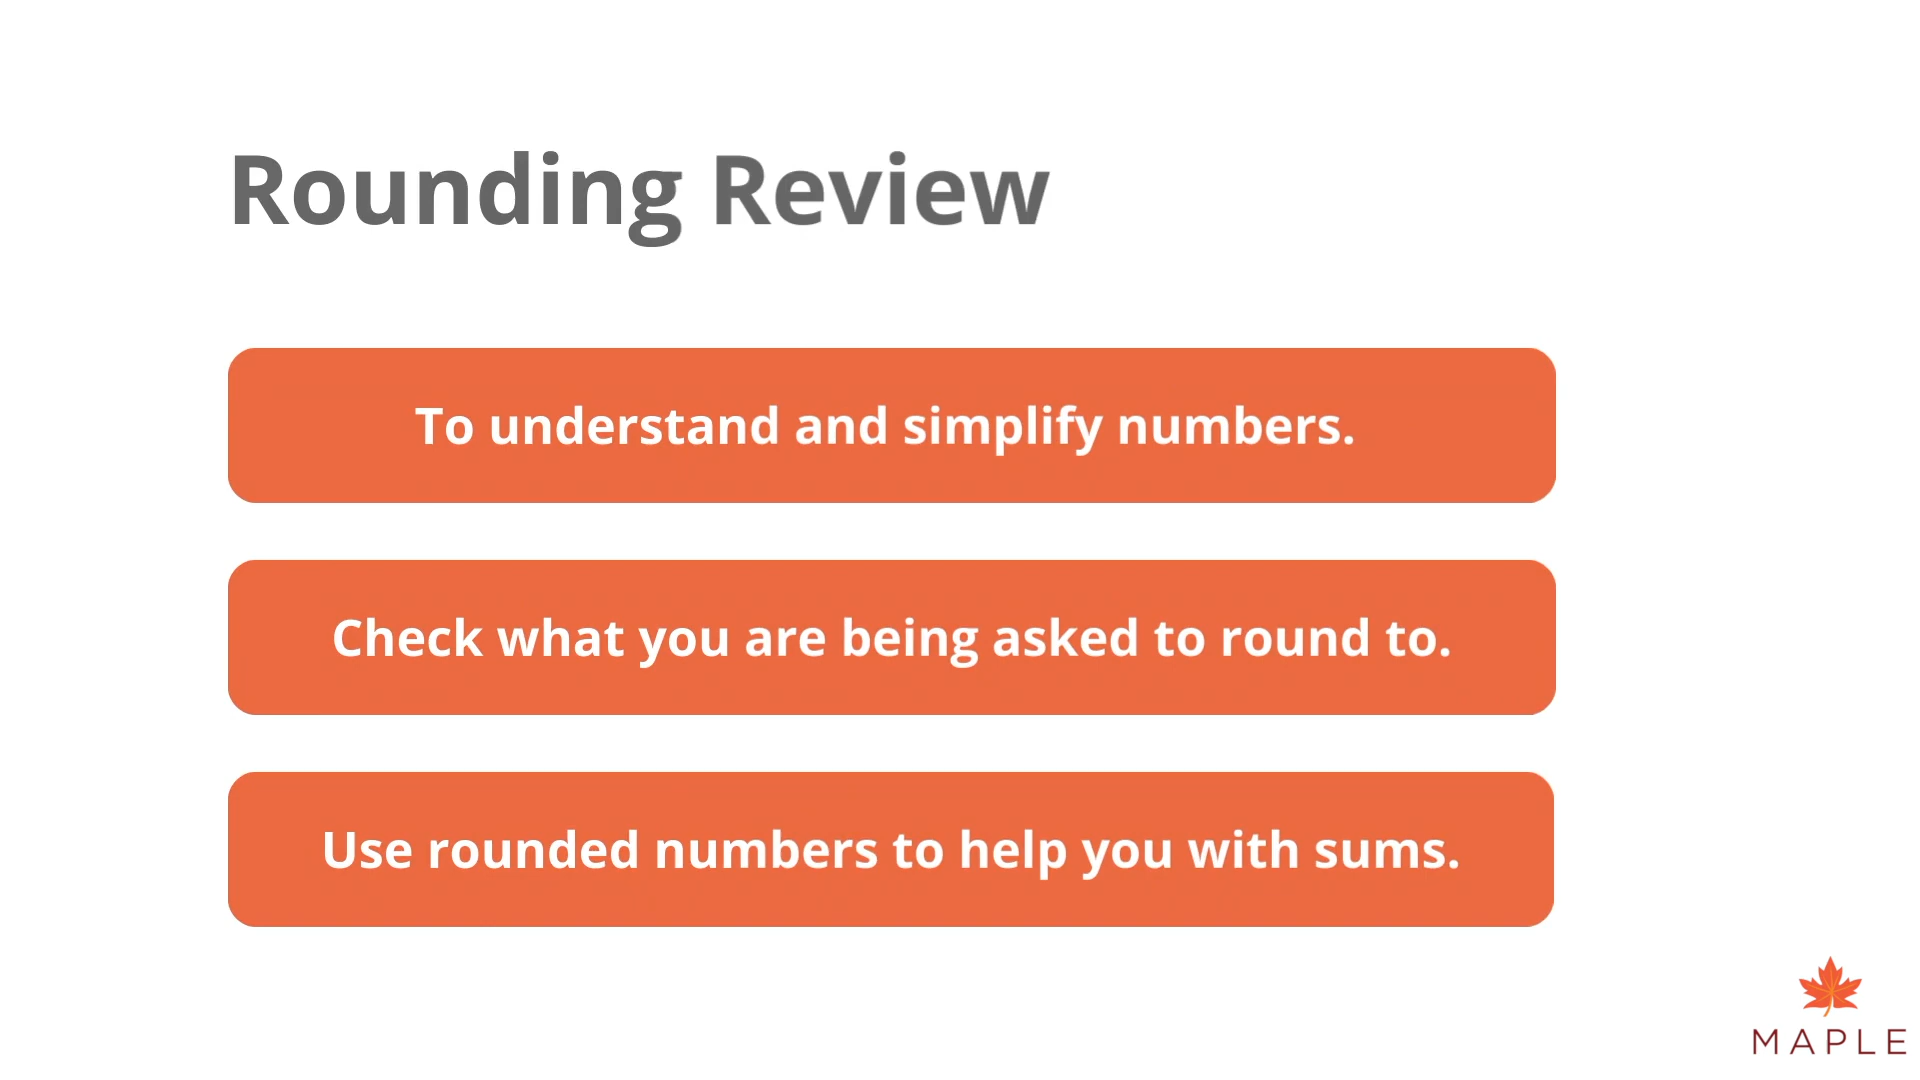 Rounding Review
To understand and simplify numbers.
Check what you are being asked to round to.
Use rounded numbers to help you with sums.
MAPLE